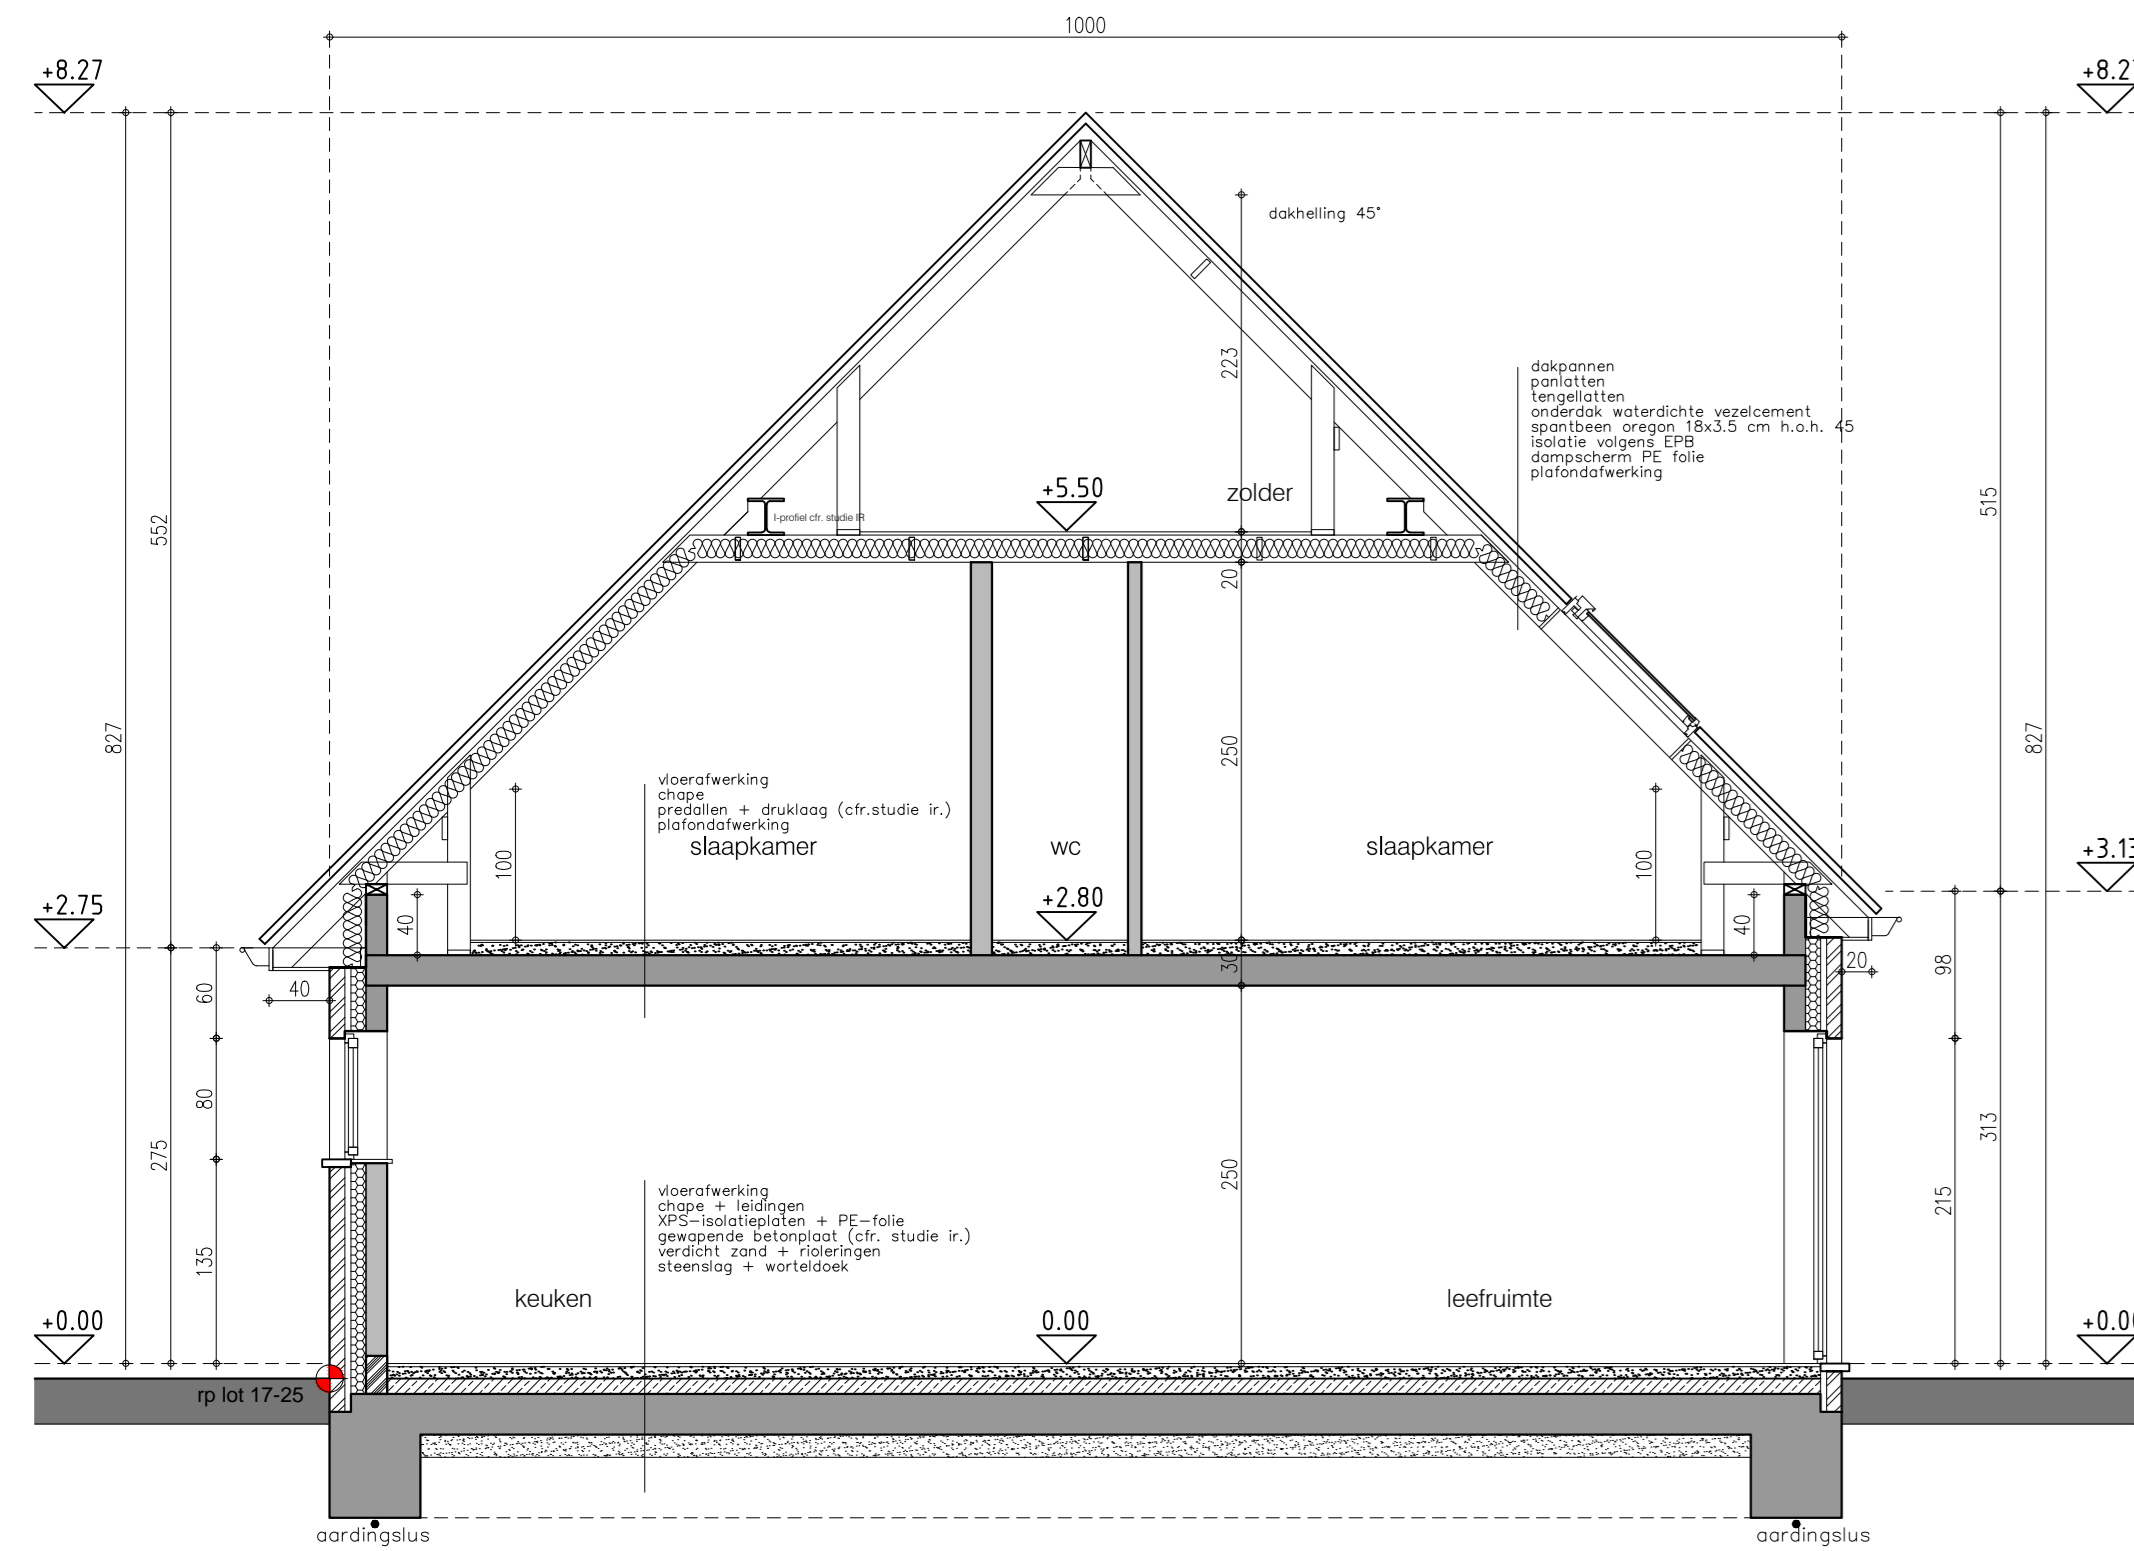 1000
+8.27
+8.2
dakhelling 45°
223
dakpannen
panlatten
tengellatten
onderdak waterdichte vezelcement
spantbeen oregon 18x3.5 cm h.o.h. 45
isolatie volgens EPB
dampscherm PE folie
plafondafwerking
+5.50
zolder
I-profiel cfr. studie IR
552
515
20
827
827
250
vloerafwerking
chape
predallen + druklaag (cfr.studie ir.)
plafondafwerking
slaapkamer
wc
slaapkamer
100
100
+2.75
+2.80
+3.13
40
40
30
60
40
20
98
80
275
313
250
215
135
vloerafwerking
chape + leidingen
XPS-isolatieplaten + PE-folie
gewapende betonplaat (cfr. studie ir.)
verdicht zand + rioleringen
steenslag + worteldoek
keuken
leefruimte
+0.00
0.00
+0.00
rp lot 17-25
aardingslus
aardingslus